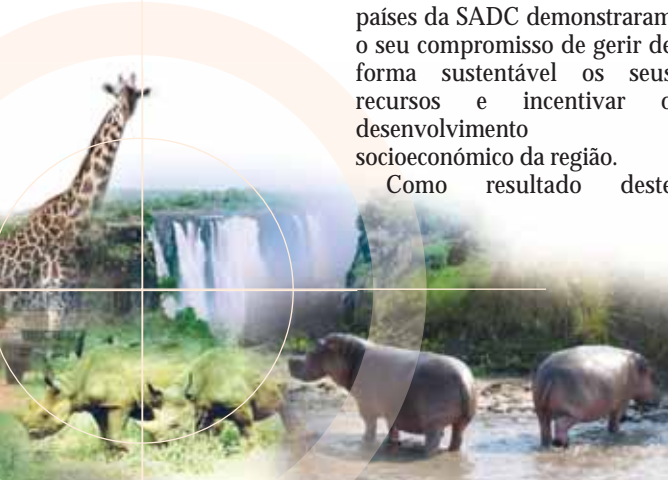 países da SADC demonstraram
o seu compromisso de gerir de
forma sustentável os seus
recursos e incentivar o
desenvolvimento
socioeconómico da região.
Como resultado deste